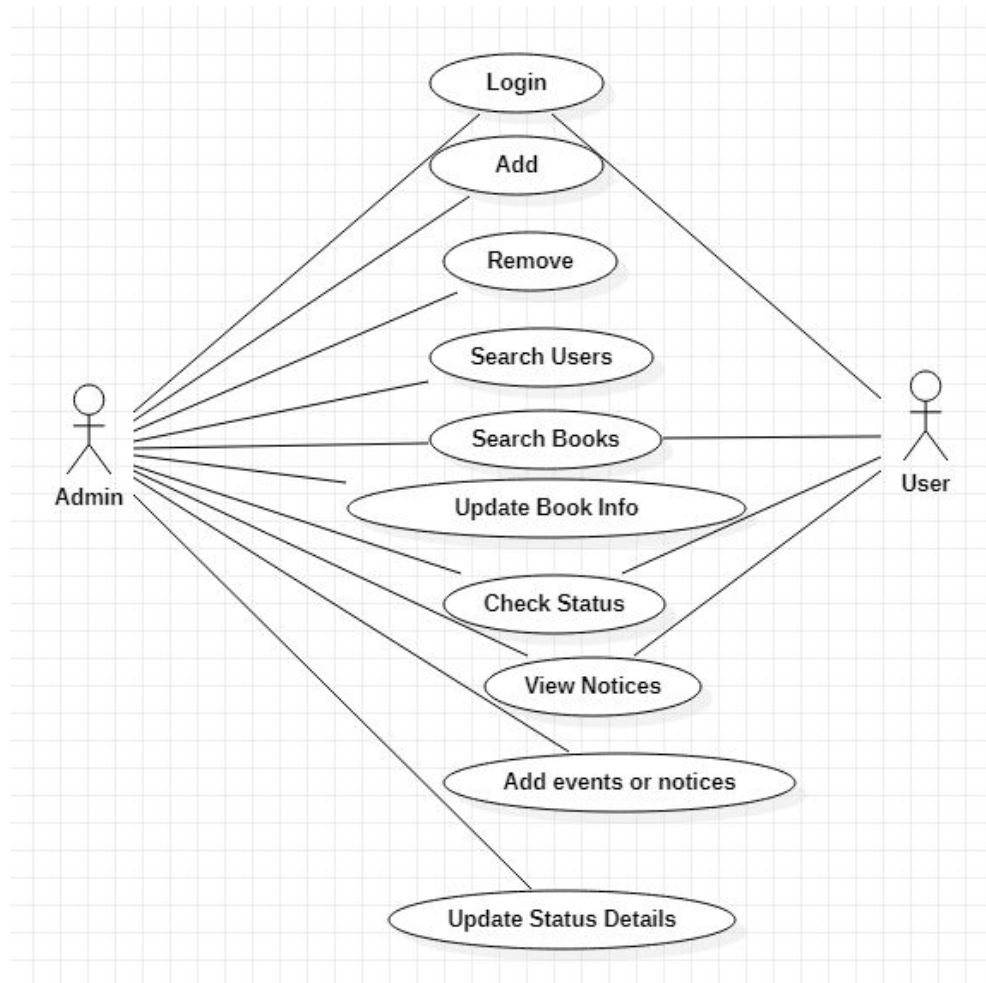 Login
Add
Remove
Search Users
Search Books
Admin
User
Update Book Info
Check Status
View Notices
Add events or notices
Update Status Details